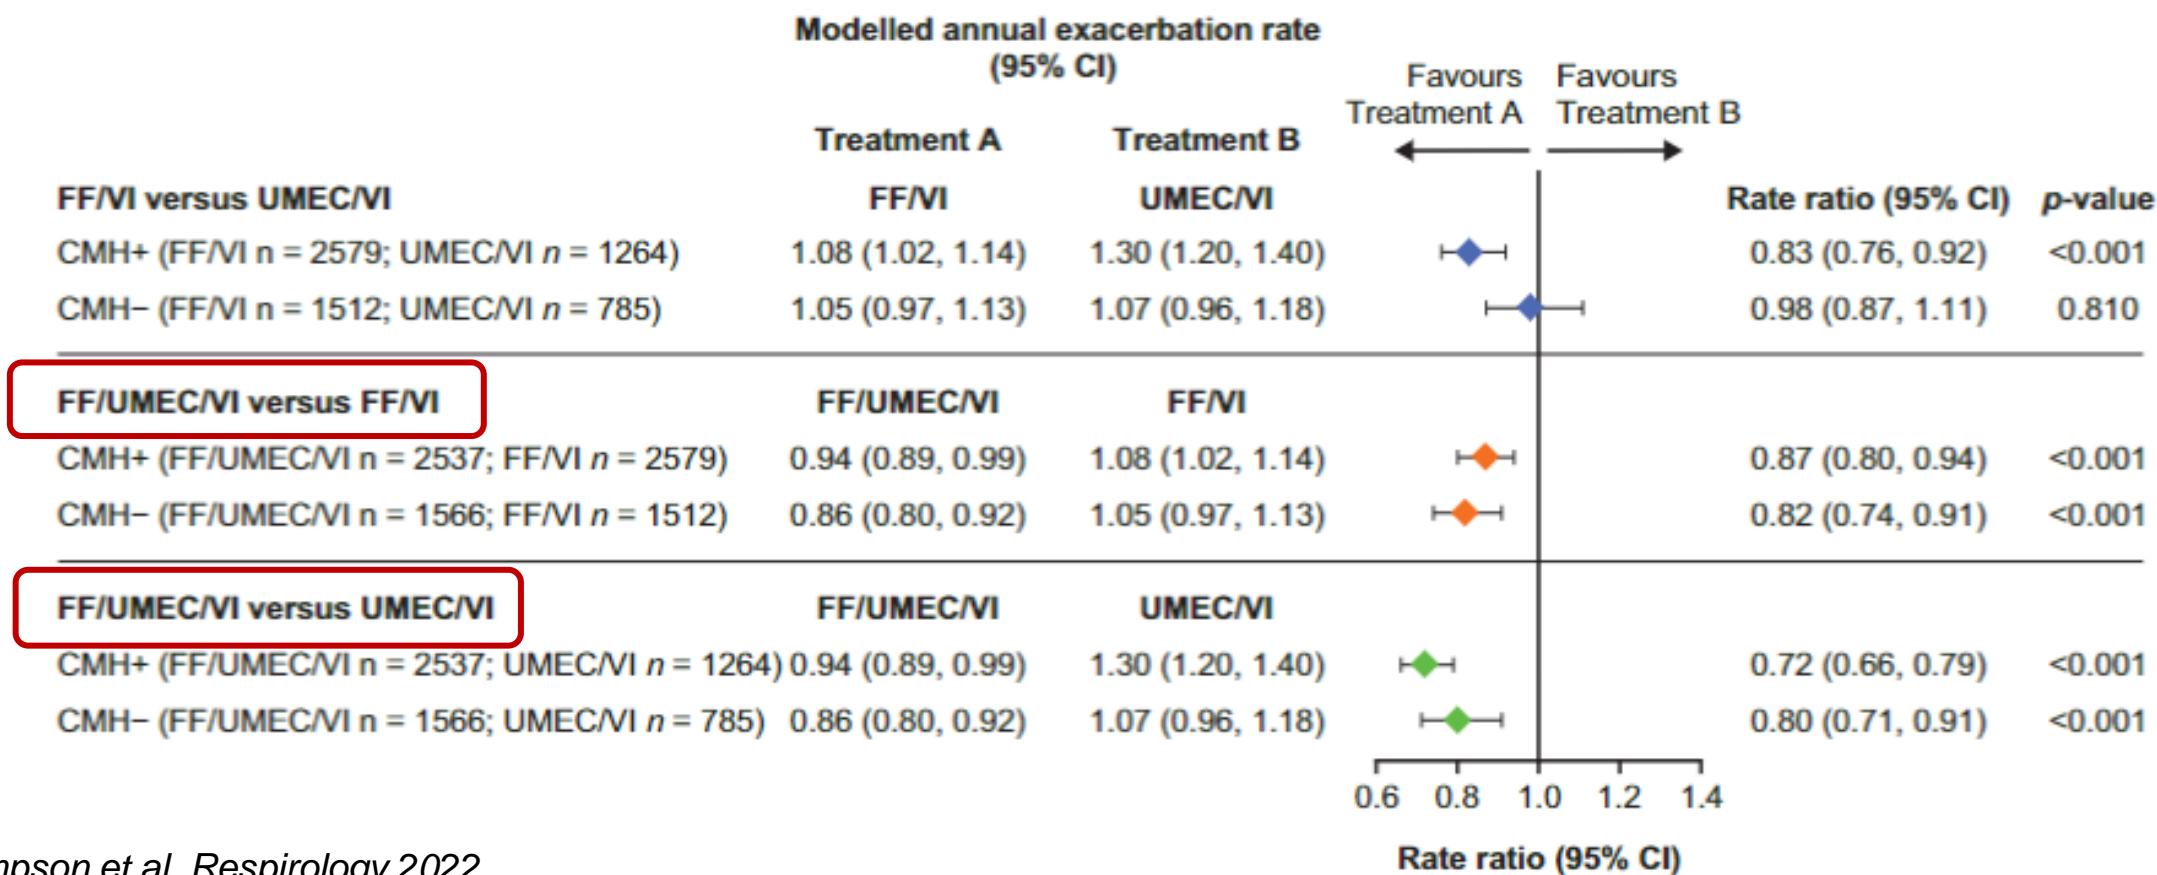 Modelled annual exacerbation rate
(95% CI)
Favours Favours
Treatment A Treatment B
Treatment A Treatment B
FF/VI versus UMEC/VI FF/VI UMEC/VI Rate ratio (95% CI) p-value
CMH+ (FF/VI n = 2579; UMEC/VI n = 1264) 1.08 (1.02, 1.14) 1.30 (1.20, 1.40) 0.83 (0.76, 0.92) <0.001
CMH− (FF/VI n = 1512; UMEC/VI n = 785) 1.05 (0.97, 1.13) 1.07 (0.96, 1.18) 0.98 (0.87, 1.11) 0.810
FF/UMEC/VI versus FF/VI FF/UMEC/VI FF/VI
CMH+ (FF/UMEC/VI n = 2537; FF/VI n = 2579) 0.94 (0.89, 0.99) 1.08 (1.02, 1.14) 0.87 (0.80, 0.94) <0.001
CMH− (FF/UMEC/VI n = 1566; FF/VI n = 1512) 0.86 (0.80, 0.92) 1.05 (0.97, 1.13) 0.82 (0.74, 0.91) <0.001
FF/UMEC/VI versus UMEC/VI FF/UMEC/VI UMEC/VI
CMH+ (FF/UMEC/VI n = 2537; UMEC/VI n = 1264) 0.94 (0.89, 0.99) 1.30 (1.20, 1.40) 0.72 (0.66, 0.79) <0.001
CMH− (FF/UMEC/VI n = 1566; UMEC/VI n = 785) 0.86 (0.80, 0.92) 1.07 (0.96, 1.18) 0.80 (0.71, 0.91) <0.001
0.6 0.8 1.0 1.2 1.4
Rate ratio (95% CI)
et al. Respirology 2022